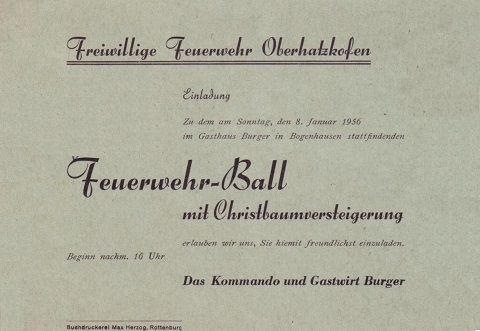 Freiwillige Feuerwehr Oberhatzkofen
Einladung
Zu dem am Sonntag, den 8. Januar 1956
im Gasthaus Burger in Bogenhausen stattfindenden
Feuerwehr-Ball
mit Christbaumversteigerung
erlauben wir uns, Sie hiemit freundlichst einzuladen.
Beginn nachm. 16 Uhr
Das Kommando und Gastwirt Burger
Buchdruckerei Max Herzog, Rottenburg